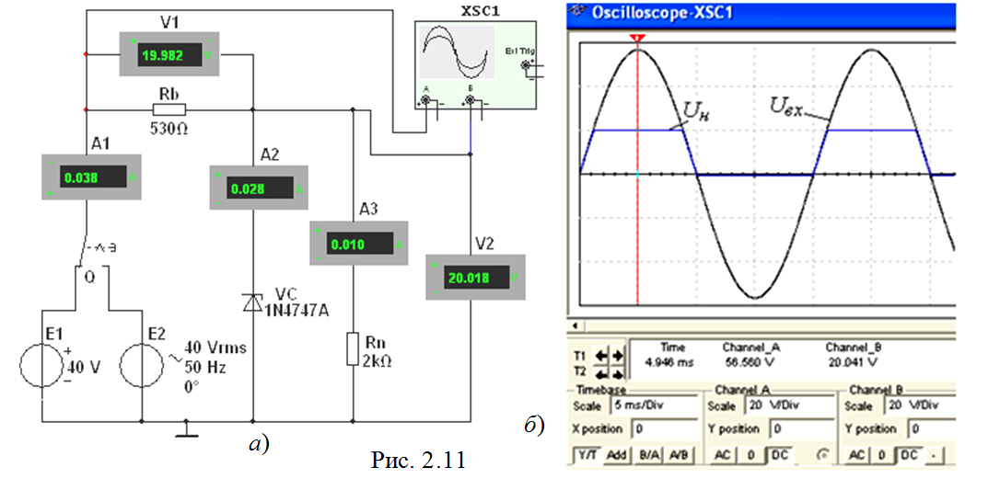 V1
19.982 V
Rb
530Ω
A1
0.038 A
A2
0.028 A
A3
0.010 A
V2
20.018 V
XSC1
Ext Trig
A
B
Q
VC
1N4747A
Rn
2kΩ
E1
40 V
E2
40 Vrms
50 Hz
0°
а)
Oscilloscope-XSC1
Uн
Uвх
Time Channel_A Channel_B
T1
T2
4.946 ms 56.560 V 20.041 V
Timebase
Scale 5 ms/Div
X position 0
Y/T Add B/A A/B
Channel A
Scale 20 V/Div
Y position 0
AC 0 DC
Channel B
Scale 20 V/Div
Y position 0
AC 0 DC -
б)
Рис. 2.11